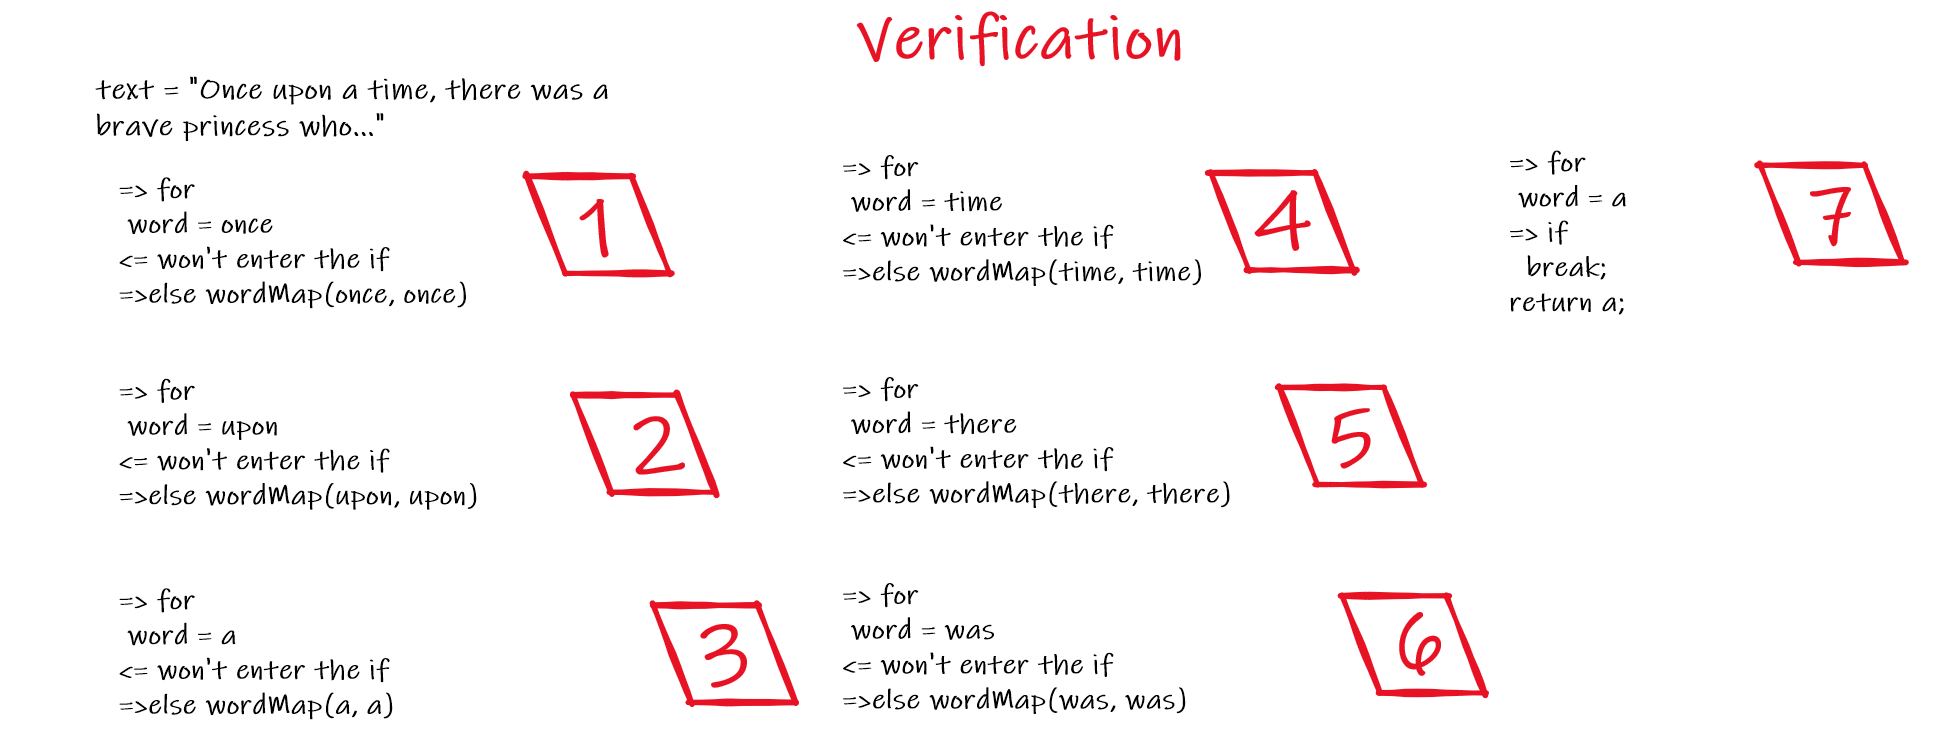 Verification
text = "Once upon a time, there was a
brave princess who..."
=> for
word = once
<= won't enter the if
=>else wordMap(once, once)
1
=> for
word = upon
<= won't enter the if
=>else wordMap(upon, upon)
2
=> for
word = a
<= won't enter the if
=>else wordMap(a, a)
3
=> for
word = time
<= won't enter the if
=>else wordMap(time, time)
4
=> for
word = there
<= won't enter the if
=>else wordMap(there, there)
5
=> for
word = was
<= won't enter the if
=>else wordMap(was, was)
6
=> for
word = a
=> if
break;
return a;
7